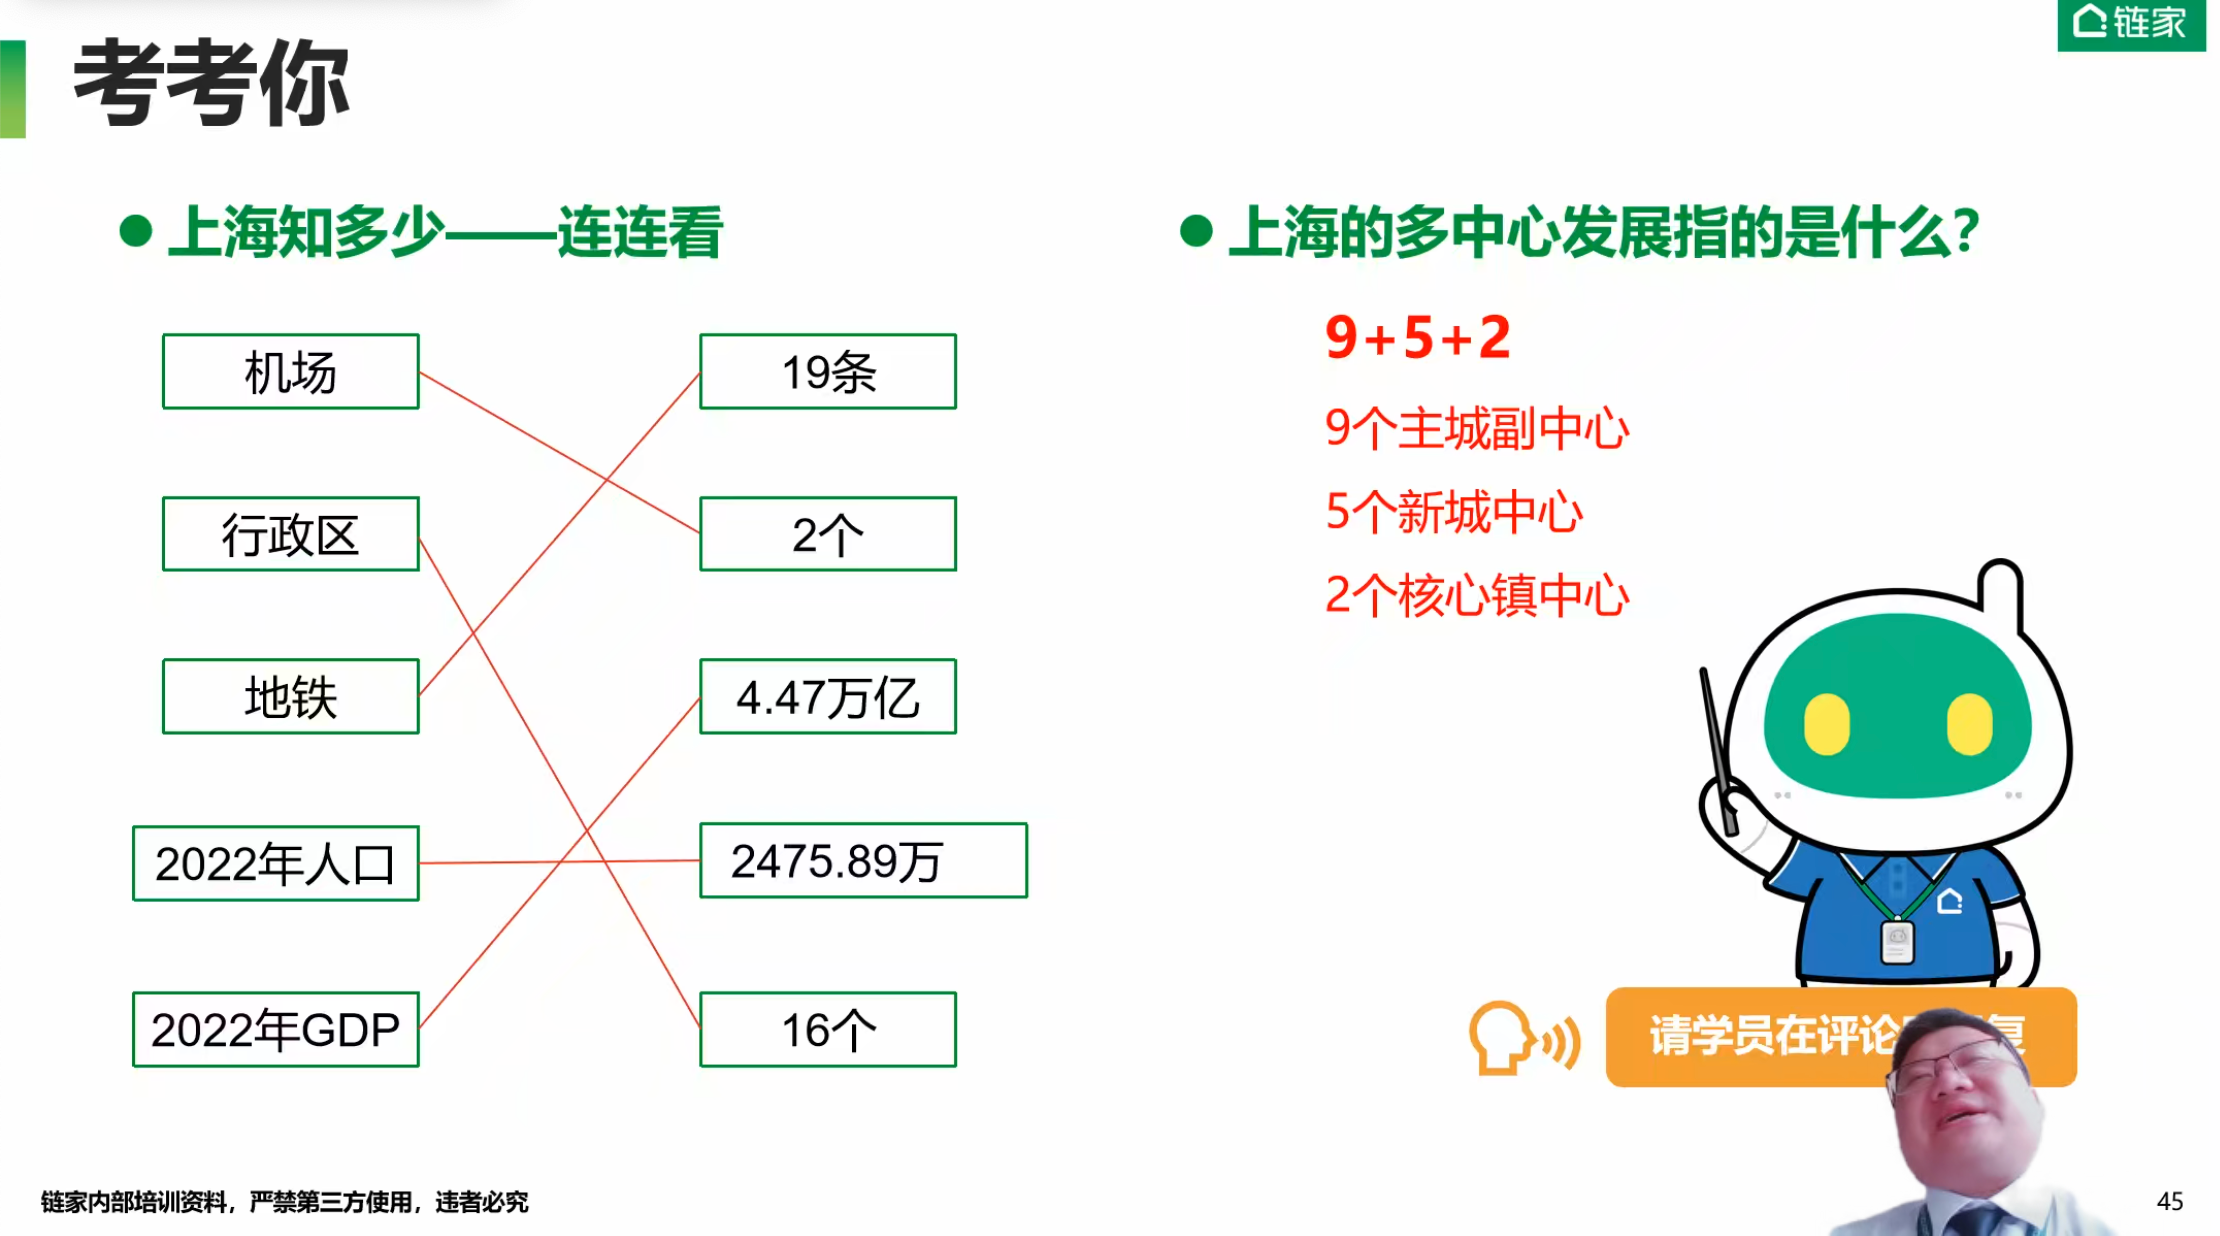 链家
考考你
上海知多少——连连看
机场
19条
行政区
2个
地铁
4.47万亿
2022年人口
2475.89万
2022年GDP
16个
上海的多中心发展指的是什么?
9+5+2
9个主城副中心
5个新城中心
2个核心镇中心
请学员在评论 复
链家内部培训资料，严禁第三方使用，违者必究
45